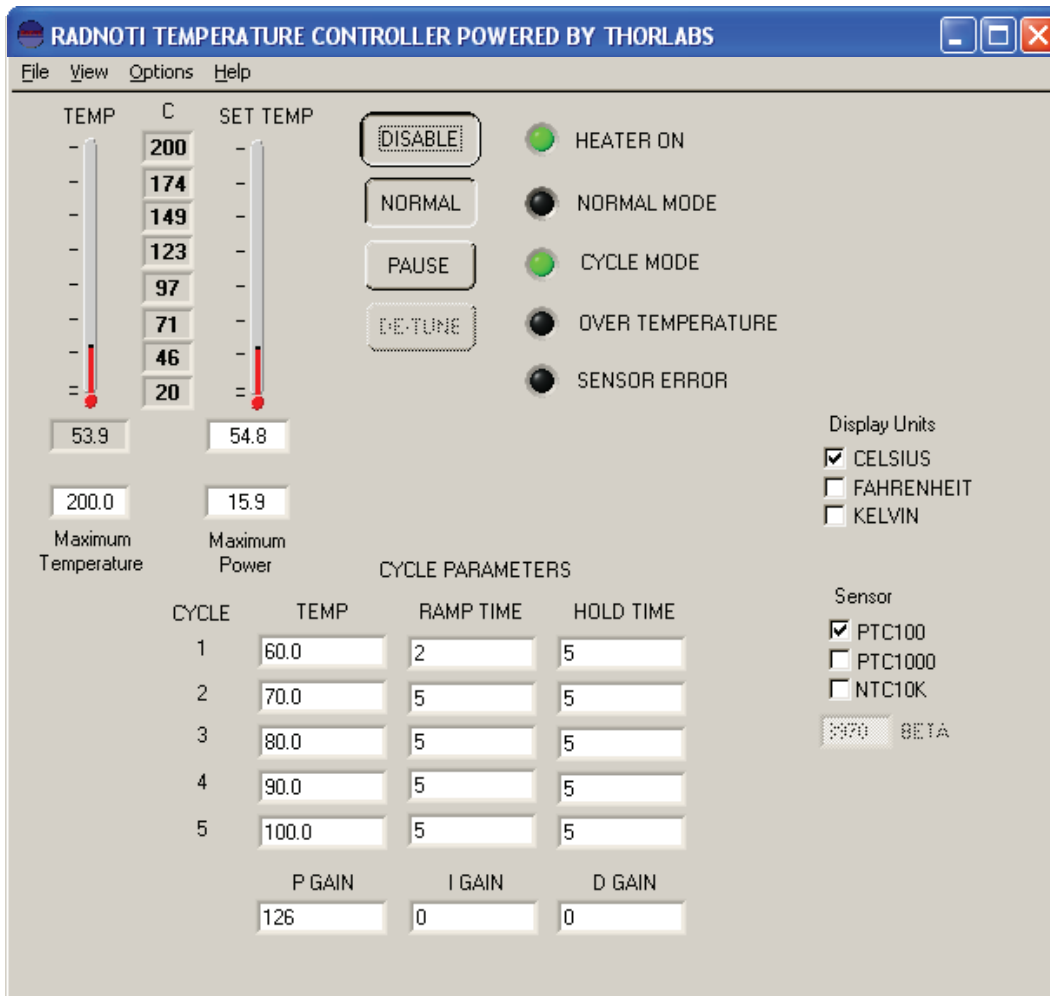 RADNOTI TEMPERATURE CONTROLLER POWERED BY THORLABS
File View Options Help
TEMP C SET TEMP
200
174
149
123
97
71
46
20
53.9 54.8
200.0 15.9
Maximum Temperature
Maximum Power
DISABLE
NORMAL
PAUSE
DE-TUNE
HEATER ON
NORMAL MODE
CYCLE MODE
OVER TEMPERATURE
SENSOR ERROR
Display Units
CELSIUS
FAHRENHEIT
KELVIN
CYCLE PARAMETERS
CYCLE TEMP RAMP TIME HOLD TIME
1 60.0 2 5
2 70.0 5 5
3 80.0 5 5
4 90.0 5 5
5 100.0 5 5
P GAIN I GAIN D GAIN
126 0 0
Sensor
PTC100
PTC1000
NTC10K
3970 BETA